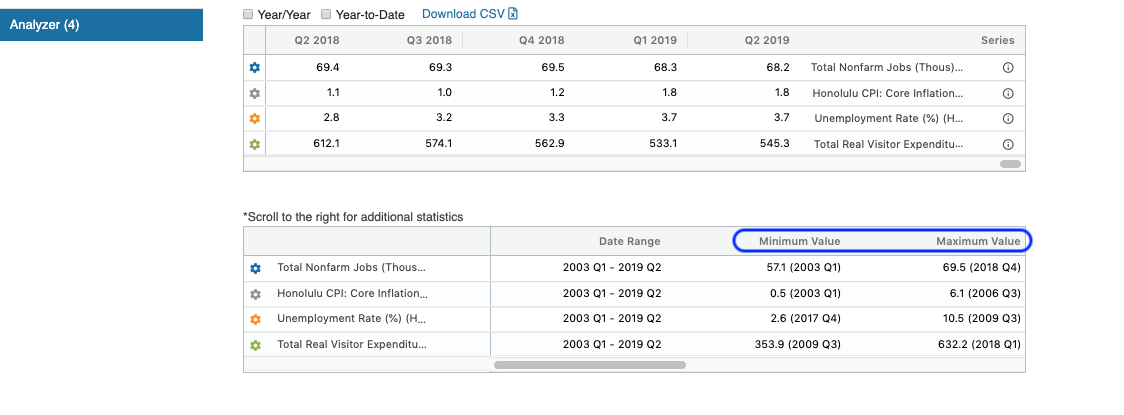 Analyzer (4)
Year/Year Year-to-Date Download CSV
Q2 2018 Q3 2018 Q4 2018 Q1 2019 Q2 2019 Series
69.4 69.3 69.5 68.3 68.2 Total Nonfarm Jobs (Thous)...
1.1 1.0 1.2 1.8 1.8 Honolulu CPI: Core Inflation...
2.8 3.2 3.3 3.7 3.7 Unemployment Rate (%) (H...
612.1 574.1 562.9 533.1 545.3 Total Real Visitor Expenditu...
*Scroll to the right for additional statistics
Date Range Minimum Value Maximum Value
Total Nonfarm Jobs (Thous... 2003 Q1 - 2019 Q2 57.1 (2003 Q1) 69.5 (2018 Q4)
Honolulu CPI: Core Inflation... 2003 Q1 - 2019 Q2 0.5 (2003 Q1) 6.1 (2006 Q3)
Unemployment Rate (%) (H... 2003 Q1 - 2019 Q2 2.6 (2017 Q4) 10.5 (2009 Q3)
Total Real Visitor Expenditu... 2003 Q1 - 2019 Q2 353.9 (2009 Q3) 632.2 (2018 Q1)